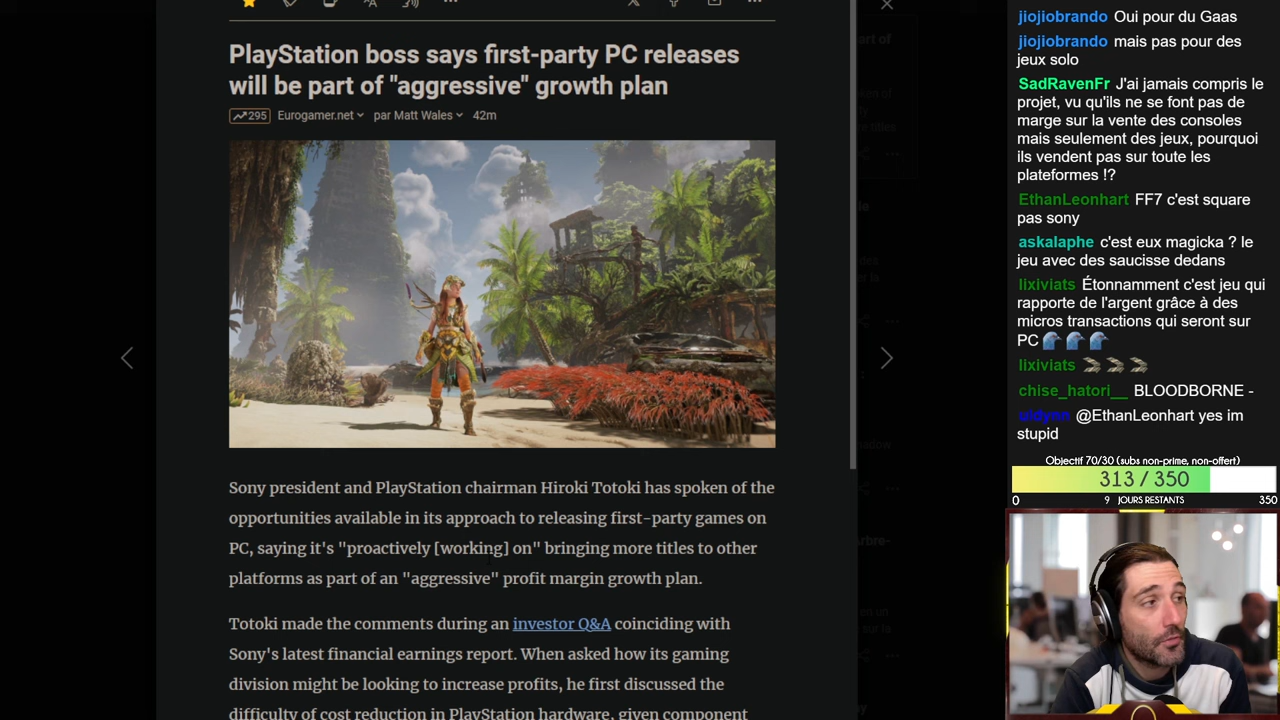 PlayStation boss says first-party PC releases
will be part of "aggressive" growth plan
295 Eurogamer.net par Matt Wales 42m
Sony president and PlayStation chairman Hiroki Totoki has spoken of the
opportunities available in its approach to releasing first-party games on
PC, saying it's "proactively [working] on" bringing more titles to other
platforms as part of an "aggressive" profit margin growth plan.
Totoki made the comments during an investor Q&A coinciding with
Sony's latest financial earnings report. When asked how its gaming
division might be looking to increase profits, he first discussed the
difficulty of cost reduction in PlayStation hardware, given component
jiojiobrando Oui pour du Gaas
jiojiobrando mais pas pour des
jeux solo
SadRavenFr J'ai jamais compris le
projet, vu qu'ils ne se font pas de
marge sur la vente des consoles
mais seulement des jeux, pourquoi
ils vendent pas sur toute les
plateformes !?
EthanLeonhart FF7 c'est square
pas sony
askalaphe c'est eux magicka ? le
jeu avec des saucisse dedans
lixiviats Étonnamment c'est jeu qui
rapporte de l'argent grâce à des
micros transactions qui seront sur
PC
lixiviats
chise_hatori__ BLOODBORNE -
@EthanLeonhart yes im
stupid
Objectif 70/30 (subs non-prime, non-offert)
313 / 350
0 9 JOURS RESTANTS 350